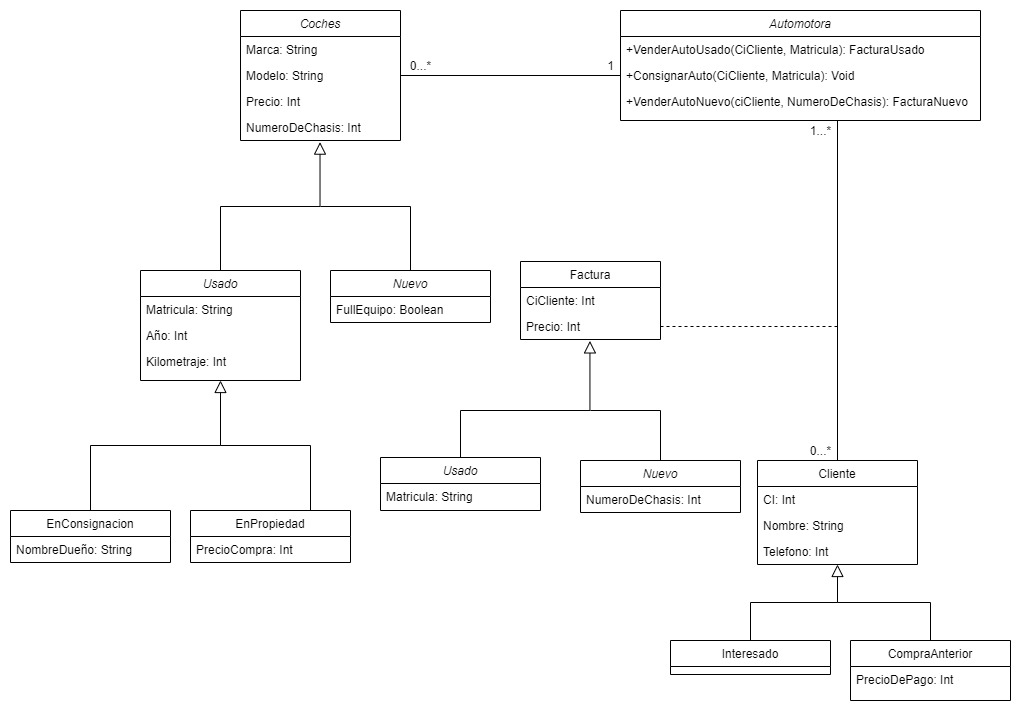 Coches
Marca: String
Modelo: String
Precio: Int
NumeroDeChasis: Int
0...*
1
Automotora
+VenderAutoUsado(CiCliente, Matricula): FacturaUsado
+ConsignarAuto(CiCliente, Matricula): Void
+VenderAutoNuevo(ciCliente, NumeroDeChasis): FacturaNuevo
1...*
Usado
Matricula: String
Año: Int
Kilometraje: Int
Nuevo
FullEquipo: Boolean
Factura
CiCliente: Int
Precio: Int
Usado
Matricula: String
Nuevo
NumeroDeChasis: Int
0...*
Cliente
CI: Int
Nombre: String
Telefono: Int
EnConsignacion
NombreDueño: String
EnPropiedad
PrecioCompra: Int
Interesado
CompraAnterior
PrecioDePago: Int